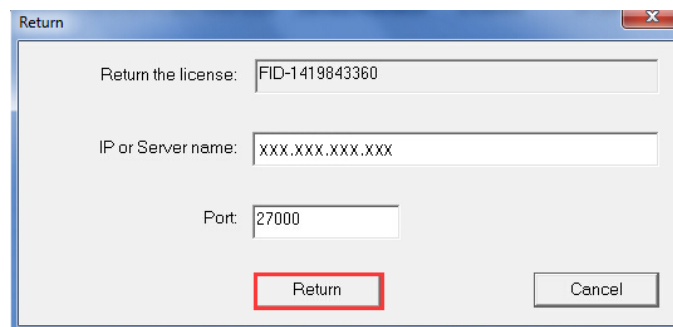 Return
Return the license: FID-1419843360
IP or Server name: xxx.xxx.xxx.xxx
Port: 27000
Return Cancel